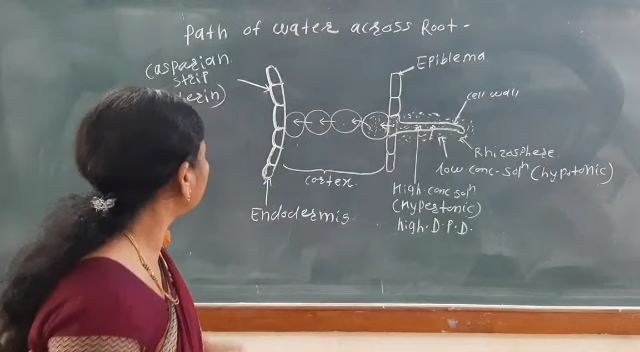 Path of water across Root-
Casparian
strip
Epiblema
cell wall
Rhizosphere
low conc-soln (hypotonic)
cortex
High conc soln
(Hypertonic)
high.D.P.D.
Endodermis